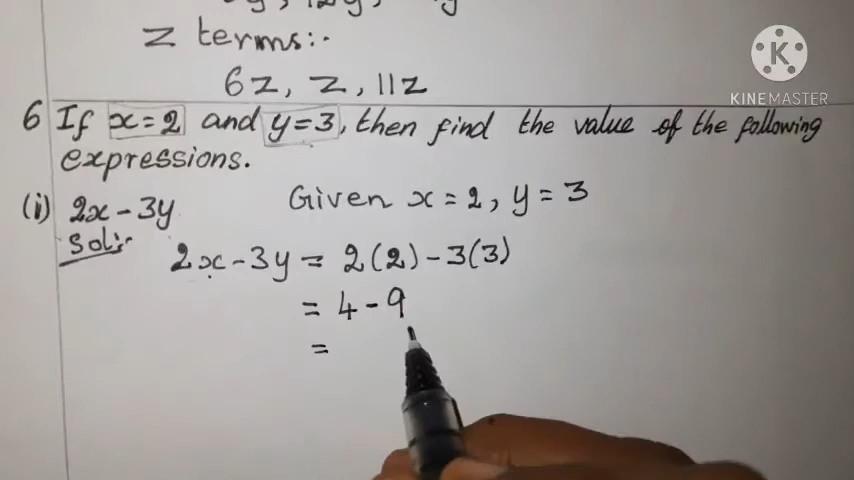 z terms:-
6z, z, 11z
KINEMASTER
6 If x=2 and y=3, then find the value of the following
expressions.
(i) 2x-3y Given x=2, y=3
Sol:-
2x-3y = 2(2)-3(3)
= 4-9
=